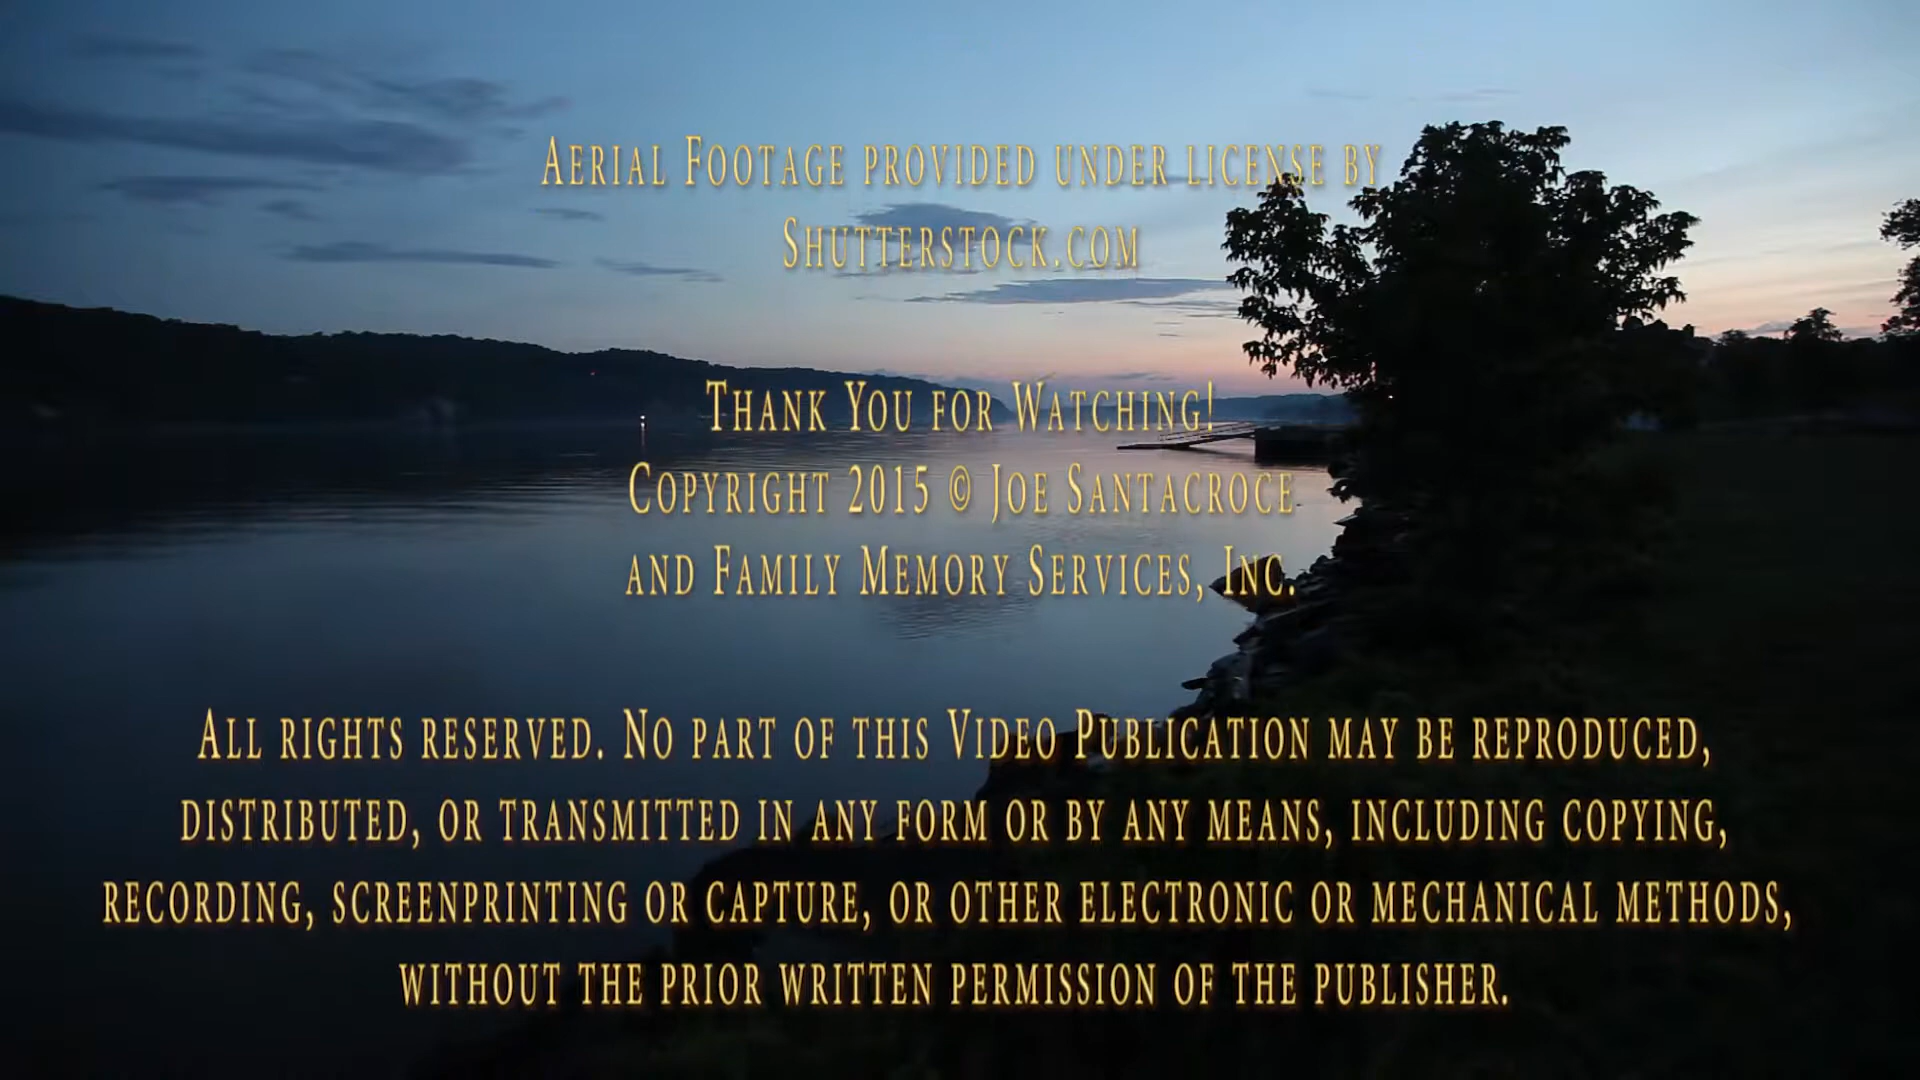 Aerial Footage provided under license by
Shutterstock.com
Thank You for Watching!
Copyright 2015 © Joe Santacroce
and Family Memory Services, Inc.
All rights reserved. No part of this Video Publication may be reproduced,
distributed, or transmitted in any form or by any means, including copying,
recording, screenprinting or capture, or other electronic or mechanical methods,
without the prior written permission of the publisher.